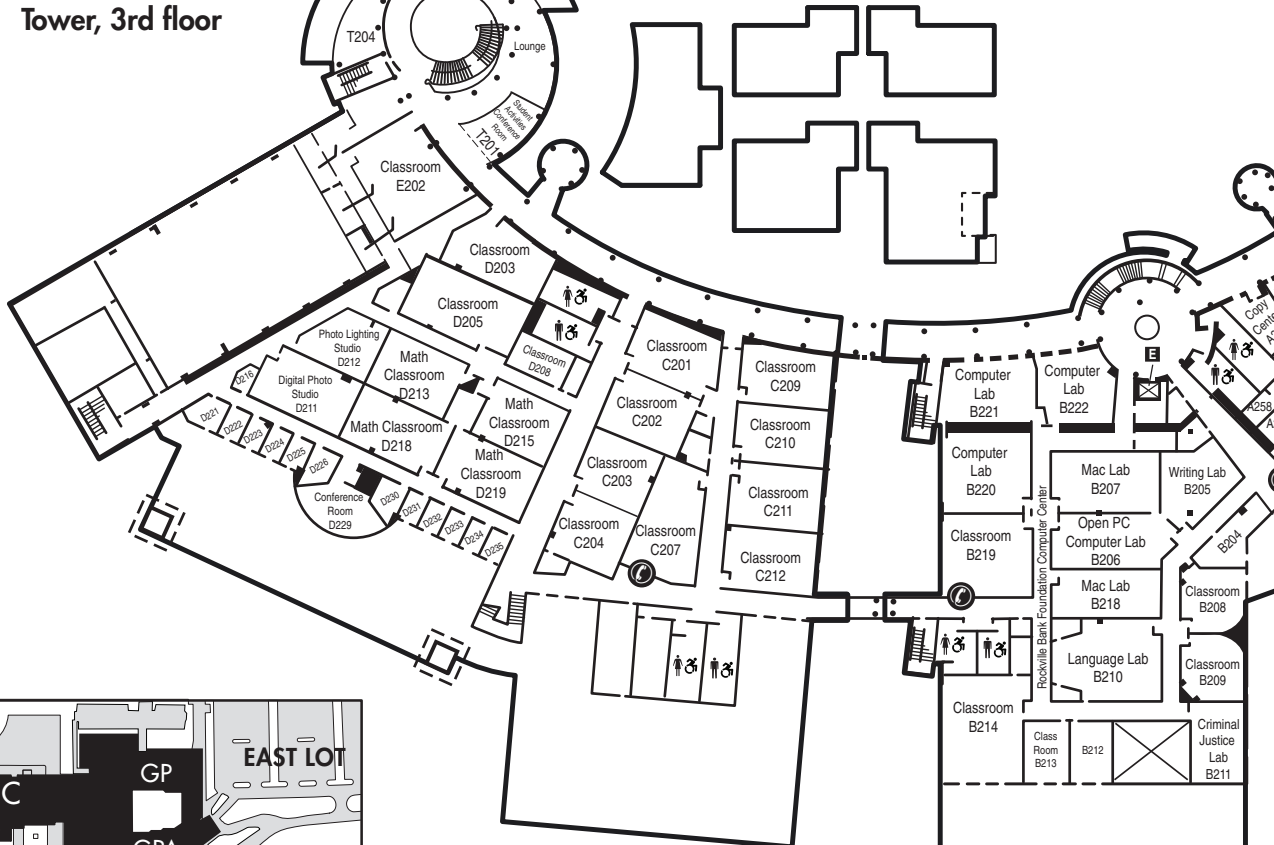 Tower, 3rd floor
T204
Lounge
Student
Activities
Conference
Room
T201
Classroom
E202
Classroom
D203
Classroom
D205
Classroom
D208
Photo Lighting
Studio
D212
Math
Classroom
D213
D216
Digital Photo
Studio
D211
Math Classroom
D218
Math
Classroom
D215
Math
Classroom
D219
D221
D222
D223
D224
D225
D226
Conference
Room
D229
D230
D231
D232
D233
D234
D235
Classroom
C201
Classroom
C202
Classroom
C203
Classroom
C204
Classroom
C207
Classroom
C209
Classroom
C210
Classroom
C211
Classroom
C212
Computer
Lab
B221
Computer
Lab
B222
E
Copy
A258
Computer
Lab
B220
Mac Lab
B207
Writing Lab
B205
Classroom
B219
Open PC
Computer Lab
B206
B204
Mac Lab
B218
Classroom
B208
Rockville Bank Foundation Computer Center
Language Lab
B210
Classroom
B209
Classroom
B214
Class
Room
B213
B212
Criminal
Justice
Lab
B211
EAST LOT
GP
C